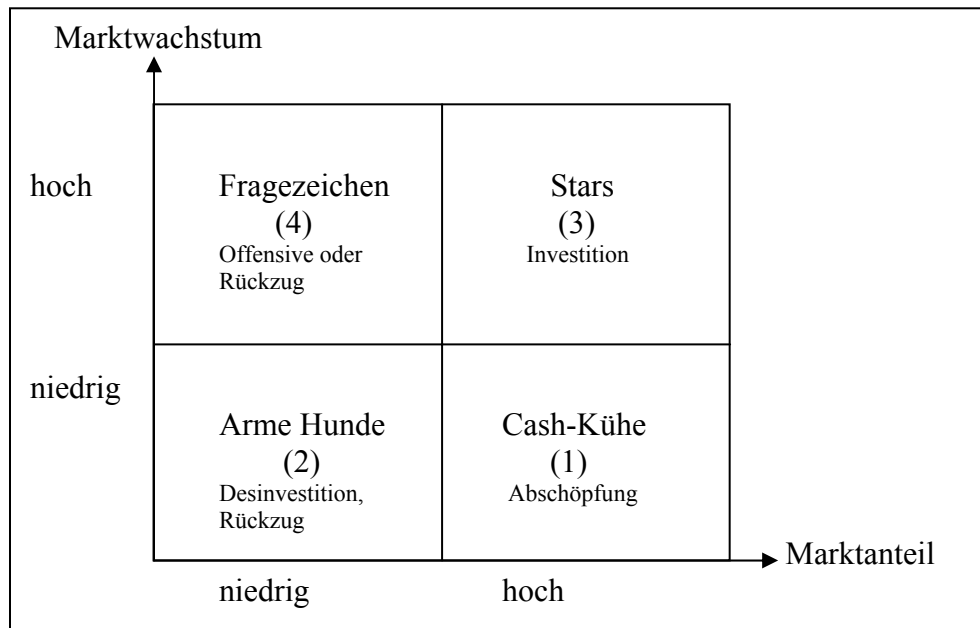 Marktwachstum
hoch
Fragezeichen
(4)
Offensive oder
Rückzug
Stars
(3)
Investition
niedrig
Arme Hunde
(2)
Desinvestition,
Rückzug
Cash-Kühe
(1)
Abschöpfung
Marktanteil
niedrig
hoch